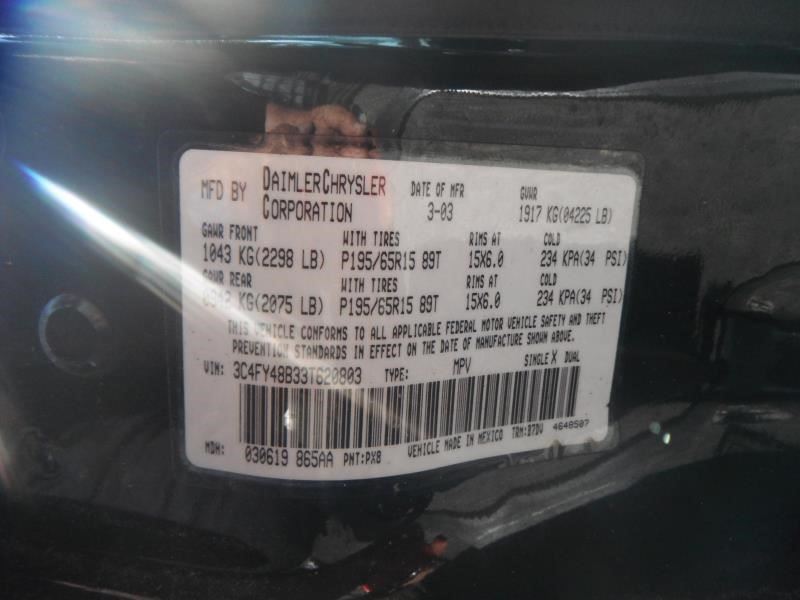 MFD BY DAIMLERCHRYSLER CORPORATION DATE OF MFR 3-03 GVWR 1917 KG(04225 LB)
GAWR FRONT WITH TIRES RIMS AT COLD
1043 KG(2298 LB) P195/65R15 89T 15X6.0 234 KPA(34 PSI)
GAWR REAR WITH TIRES RIMS AT COLD
0942 KG(2075 LB) P195/65R15 89T 15X6.0 234 KPA(34 PSI)
THIS VEHICLE CONFORMS TO ALL APPLICABLE FEDERAL MOTOR VEHICLE SAFETY AND THEFT
PREVENTION STANDARDS IN EFFECT ON THE DATE OF MANUFACTURE SHOWN ABOVE.
VIN: 3C4FY48B33T620803 TYPE: MPV SINGLE X DUAL
MDH: 030619 865AA PNT:PX8 VEHICLE MADE IN MEXICO TRM:B7DV 4648507